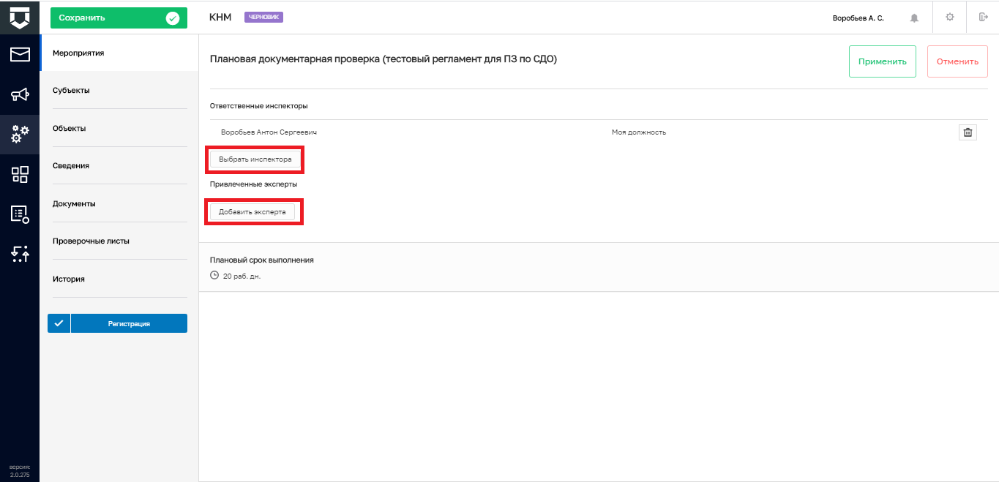 Сохранить
КНМ
ЧЕРНОВИК
Воробьев А. С.
Мероприятия
Субъекты
Объекты
Сведения
Документы
Проверочные листы
История
Регистрация
версия:
2.0.275
Плановая документарная проверка (тестовый регламент для ПЗ по СДО)
Применить
Отменить
Ответственные инспекторы
Воробьев Антон Сергеевич
Моя должность
Выбрать инспектора
Привлеченные эксперты
Добавить эксперта
Плановый срок выполнения
20 раб. дн.